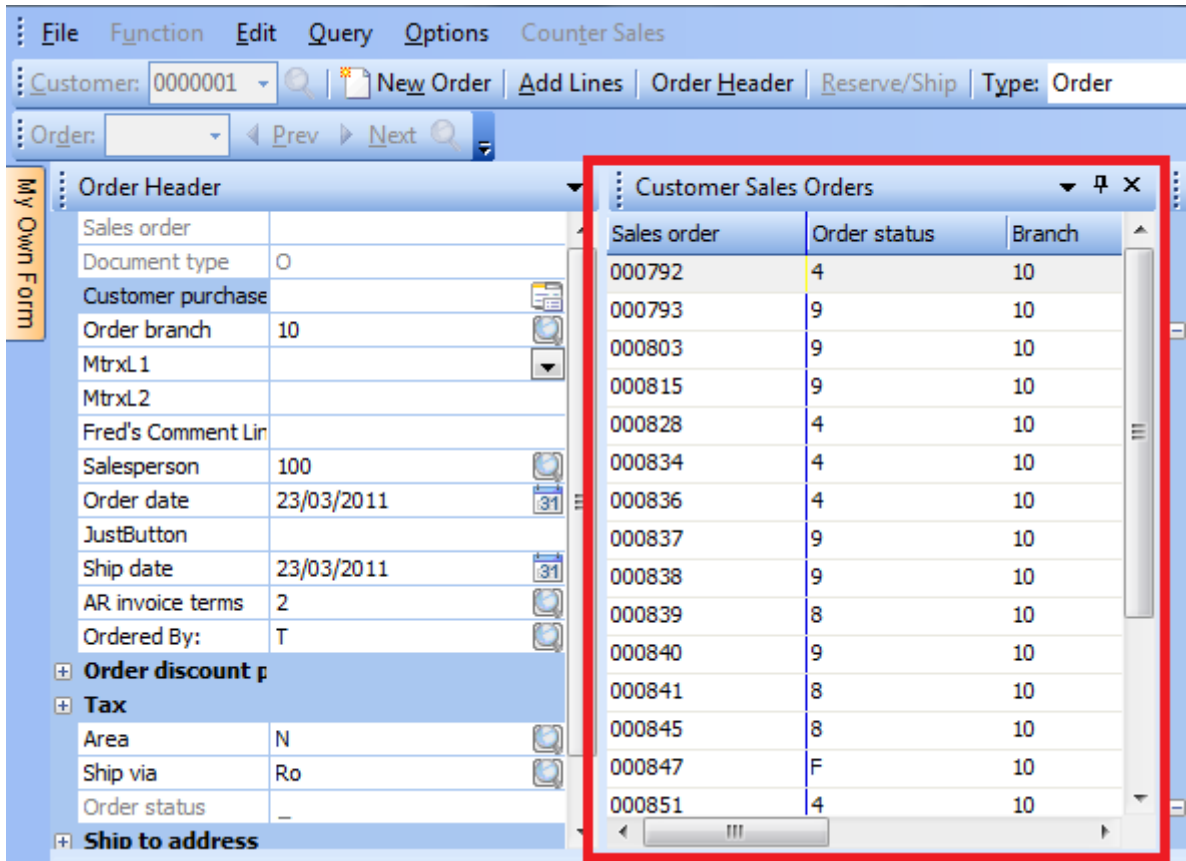 File Function Edit Query Options Counter Sales
Customer: 0000001 New Order Add Lines Order Header Reserve/Ship Type: Order
Order: Prev Next
My Own Form
Order Header
Sales order
Document type O
Customer purchase
Order branch 10
MtrxL1
MtrxL2
Fred's Comment Lin
Salesperson 100
Order date 23/03/2011 31
JustButton
Ship date 23/03/2011 31
AR invoice terms 2
Ordered By: T
Order discount p
Tax
Area N
Ship via Ro
Order status _
Ship to address
Customer Sales Orders
Sales order Order status Branch
000792 4 10
000793 9 10
000803 9 10
000815 9 10
000828 4 10
000834 4 10
000836 4 10
000837 9 10
000838 9 10
000839 8 10
000840 9 10
000841 8 10
000845 8 10
000847 F 10
000851 4 10